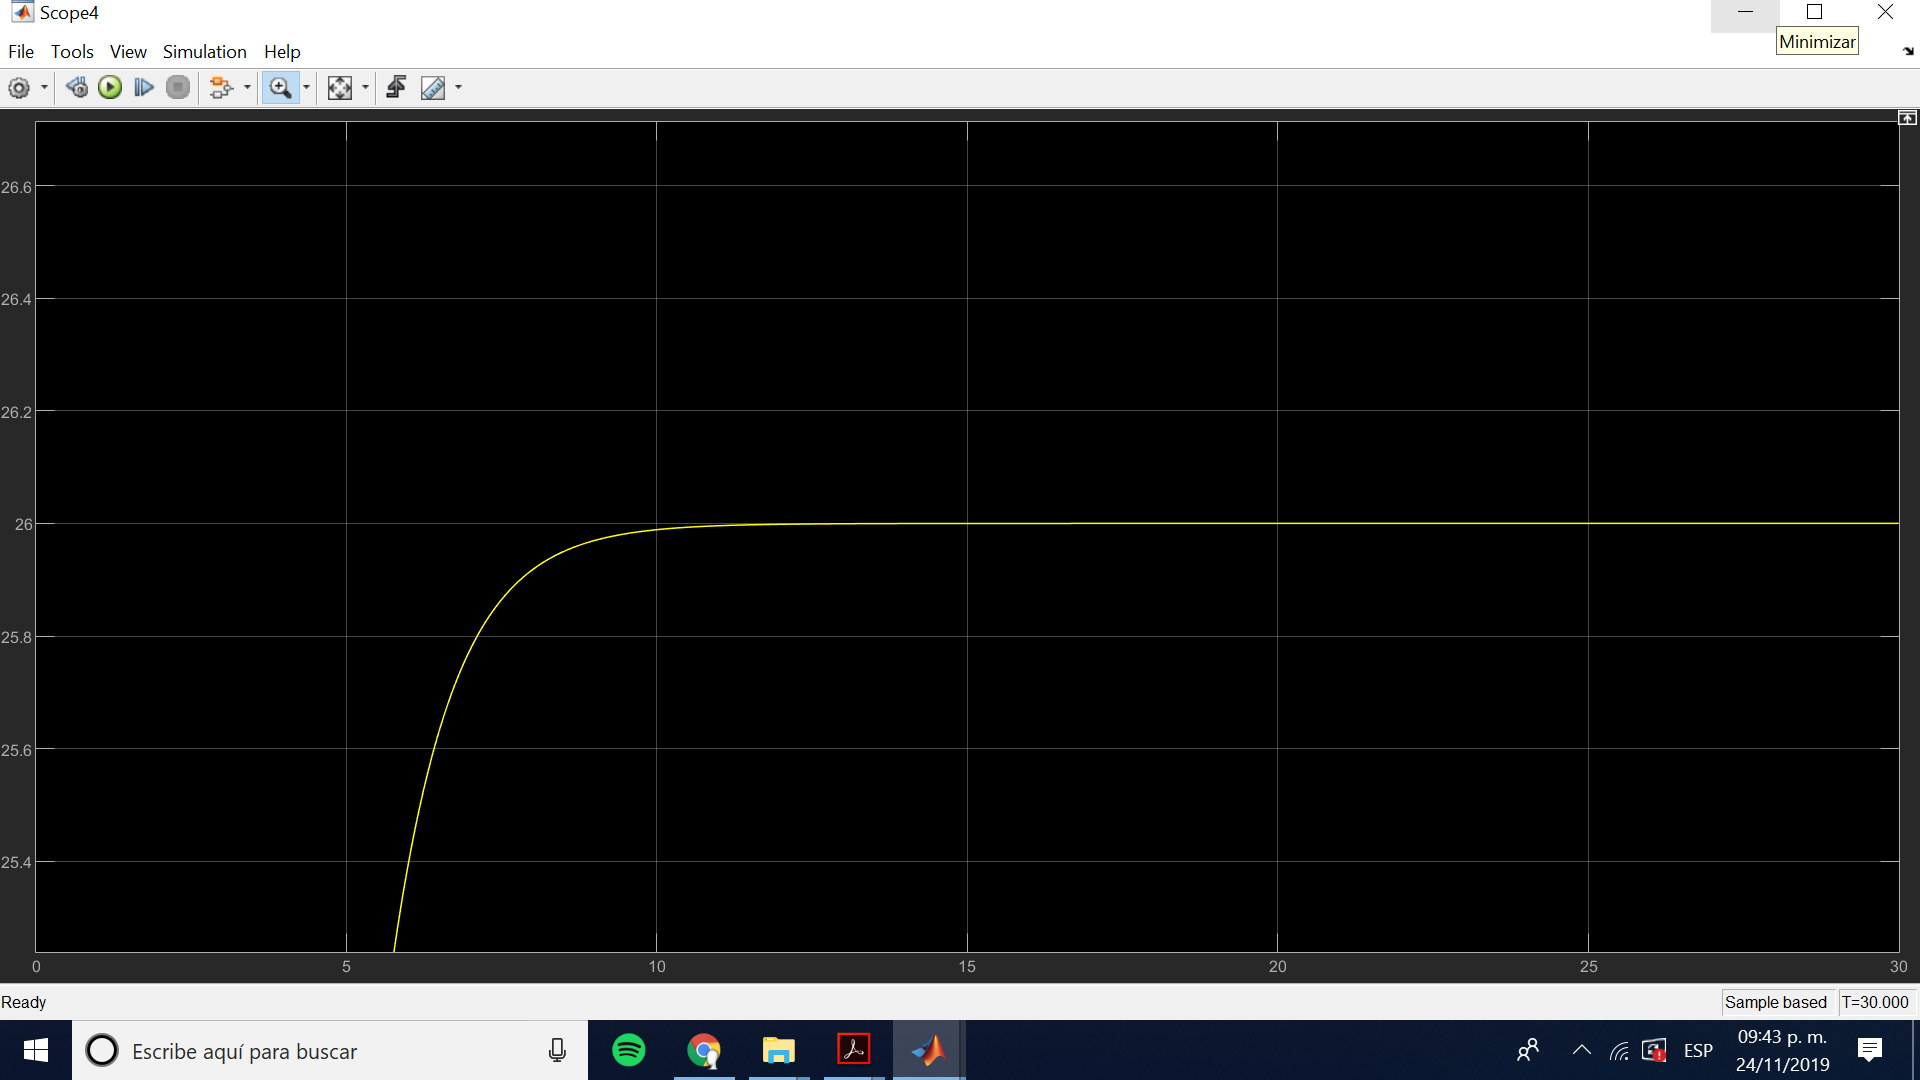 Scope4
Minimizar
File Tools View Simulation Help
26.6
26.4
26.2
26
25.8
25.6
25.4
0 5 10 15 20 25 30
Ready
Sample based T=30.000
Escribe aquí para buscar
ESP
09:43 p. m.
24/11/2019